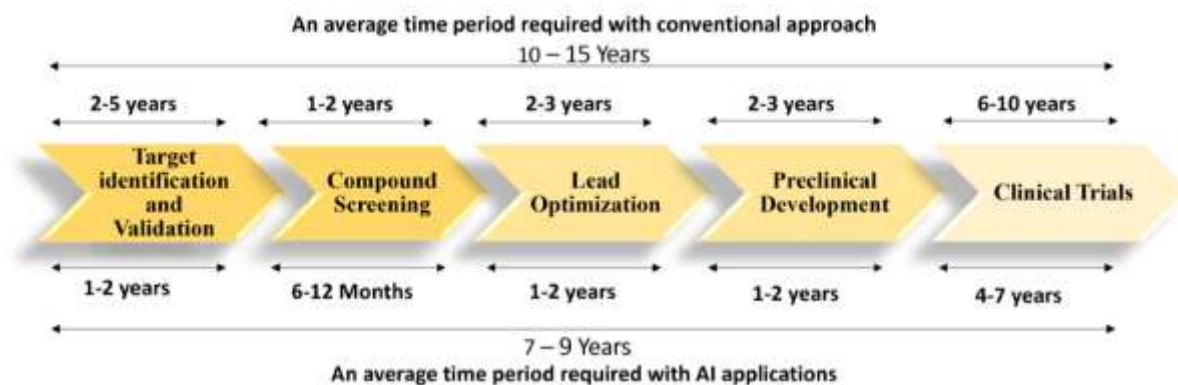 An average time period required with conventional approach
10 – 15 Years
2-5 years
1-2 years
2-3 years
2-3 years
6-10 years
Target
identification
and
Validation
Compound
Screening
Lead
Optimization
Preclinical
Development
Clinical Trials
1-2 years
6-12 Months
1-2 years
1-2 years
4-7 years
7 – 9 Years
An average time period required with AI applications